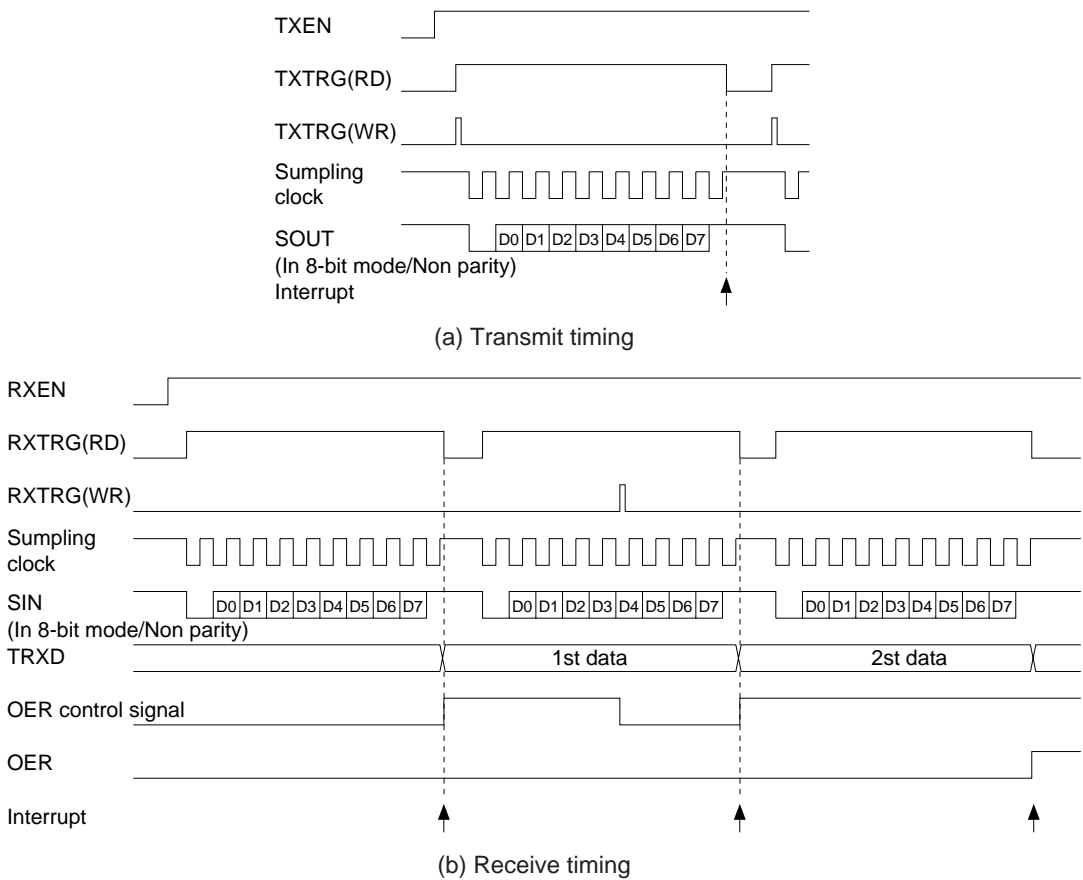 TXEN
TXTRG(RD)
TXTRG(WR)
Sumpling
clock
SOUT
D0 D1 D2 D3 D4 D5 D6 D7
(In 8-bit mode/Non parity)
Interrupt
(a) Transmit timing
RXEN
RXTRG(RD)
RXTRG(WR)
Sumpling
clock
SIN
D0 D1 D2 D3 D4 D5 D6 D7 D0 D1 D2 D3 D4 D5 D6 D7 D0 D1 D2 D3 D4 D5 D6 D7
(In 8-bit mode/Non parity)
TRXD 1st data 2st data
OER control signal
OER
Interrupt
(b) Receive timing